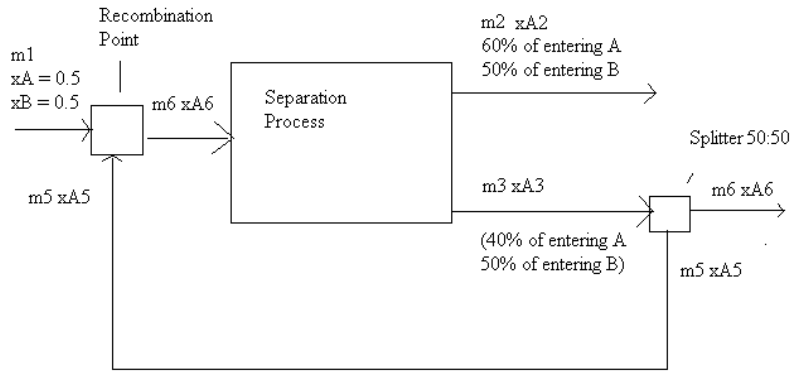 Recombination
Point
m1
xA = 0.5
xB = 0.5
m6 xA6
Separation
Process
m2 xA2
60% of entering A
50% of entering B
Splitter 50:50
m3 xA3
m6 xA6
(40% of entering A
50% of entering B)
m5 xA5
m5 xA5